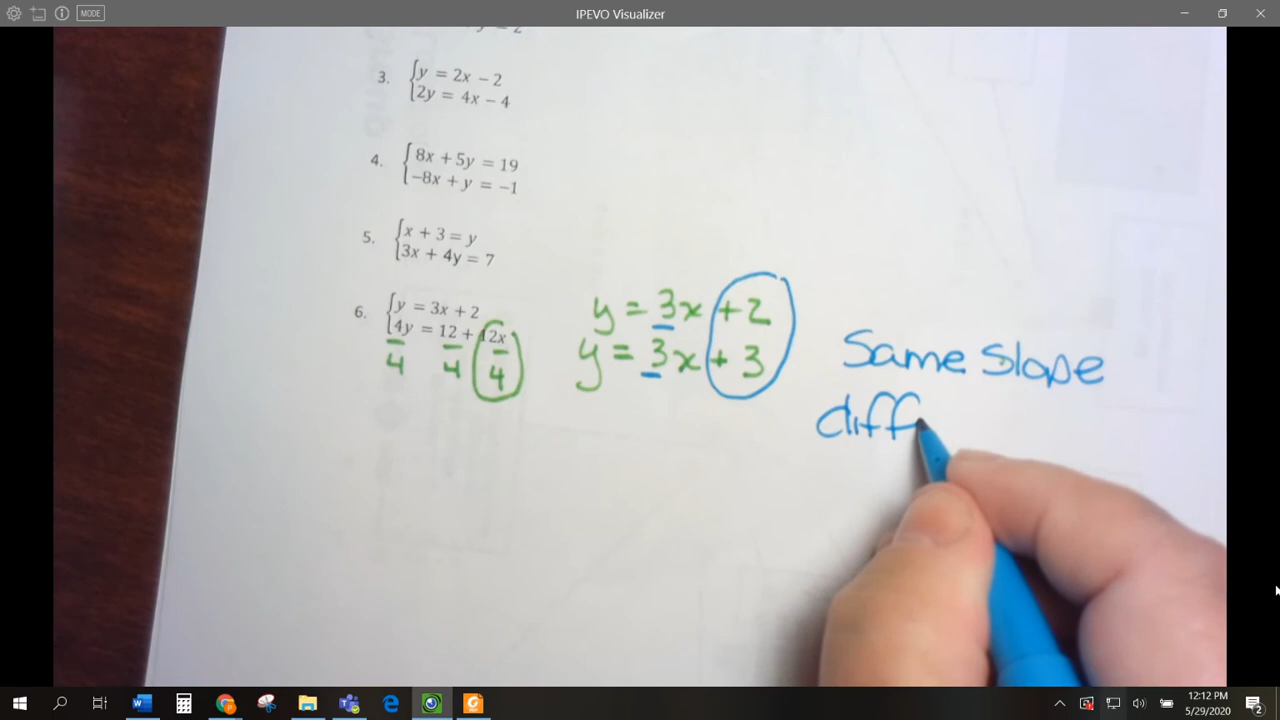 MODE
IPEVO Visualizer
3. y = 2x − 2
2y = 4x − 4
4. 8x + 5y = 19
−8x + y = −1
5. x + 3 = y
3x + 4y = 7
6. y = 3x + 2
4y = 12 + 12x
4 4 4
y = 3x + 2
y = 3x + 3
Same Slope
diff
12:12 PM
5/29/2020
2